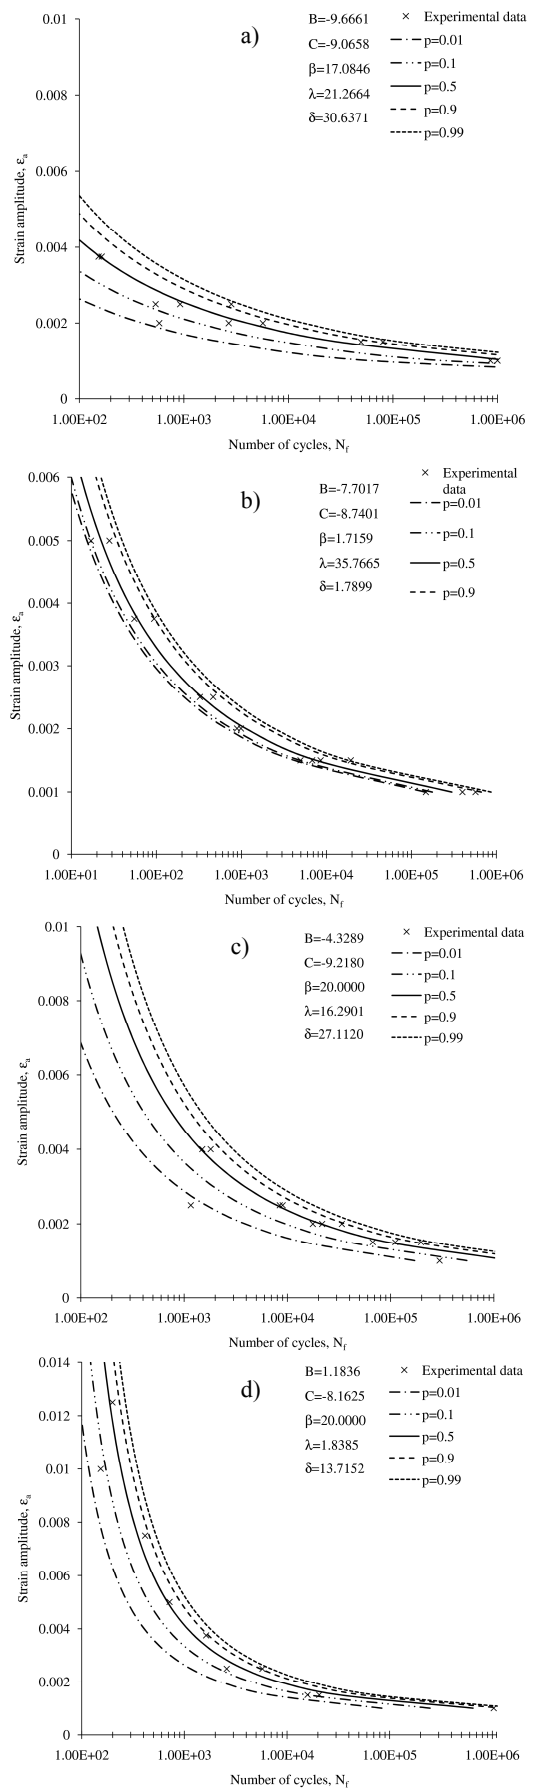 0.01
0.008
0.006
0.004
0.002
0
Strain amplitude, εa
a)
B=-9.6661
C=-9.0658
β=17.0846
λ=21.2664
δ=30.6371
Experimental data
p=0.01
p=0.1
p=0.5
p=0.9
p=0.99
1.00E+02 1.00E+03 1.00E+04 1.00E+05 1.00E+06
Number of cycles, Nf
0.006
0.005
0.004
0.003
0.002
0.001
0
Strain amplitude, εa
b)
B=-7.7017
C=-8.7401
β=1.7159
λ=35.7665
δ=1.7899
Experimental
data
p=0.01
p=0.1
p=0.5
p=0.9
1.00E+01 1.00E+02 1.00E+03 1.00E+04 1.00E+05 1.00E+06
Number of cycles, Nf
0.01
0.008
0.006
0.004
0.002
0
Strain amplitude, εa
c)
B=-4.3289
C=-9.2180
β=20.0000
λ=16.2901
δ=27.1120
Experimental data
p=0.01
p=0.1
p=0.5
p=0.9
p=0.99
1.00E+02 1.00E+03 1.00E+04 1.00E+05 1.00E+06
Number of cycles, Nf
0.014
0.012
0.01
0.008
0.006
0.004
0.002
0
Strain amplitude, εa
d)
B=1.1836
C=-8.1625
β=20.0000
λ=1.8385
δ=13.7152
Experimental data
p=0.01
p=0.1
p=0.5
p=0.9
p=0.99
1.00E+02 1.00E+03 1.00E+04 1.00E+05 1.00E+06
Number of cycles, Nf